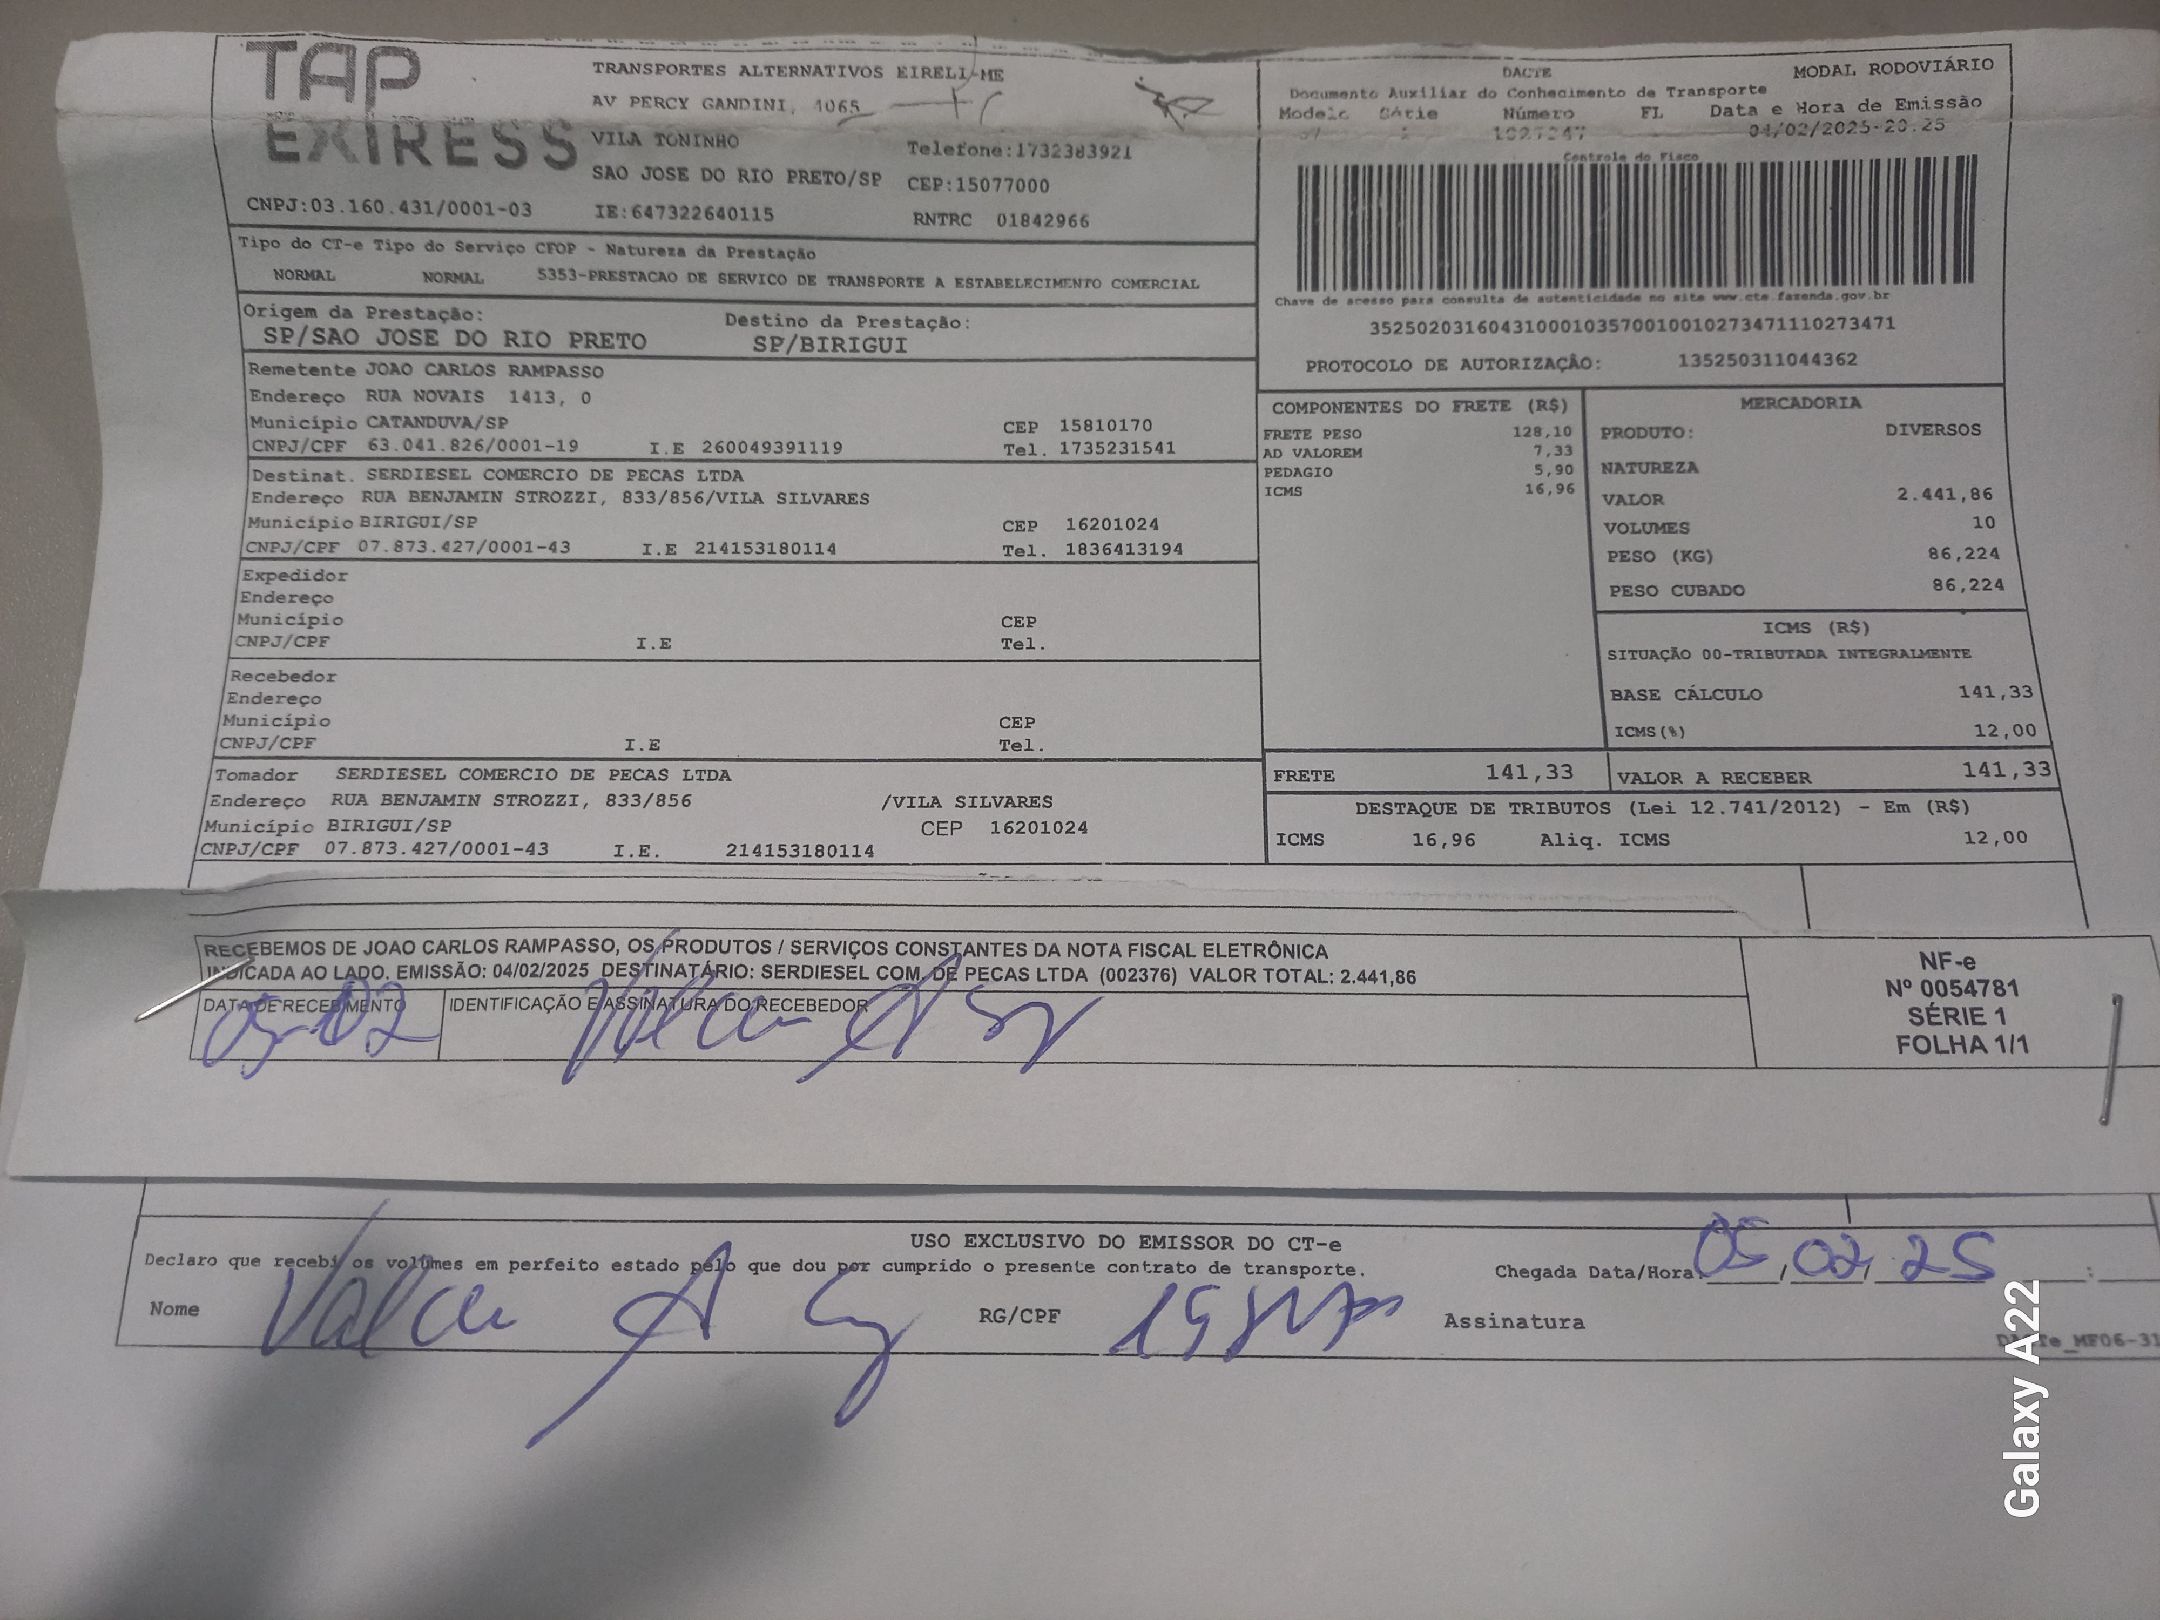 TAP
EXIRESS
TRANSPORTES ALTERNATIVOS EIRELI-ME
AV PERCY GANDINI, 1065
VILA TONINHO
Telefone:1732383921
SAO JOSE DO RIO PRETO/SP CEP:15077000
CNPJ:03.160.431/0001-03 IE:647322640115 RNTRC 01842966
DACTE MODAL RODOVIÁRIO
Documento Auxiliar do Conhecimento de Transporte
Modelo Série Número FL Data e Hora de Emissão
04/02/2025-20.25
Controle do Fisco
Chave de acesso para consulta de autenticidade no site www.cte.fazenda.gov.br
35250203160431000103570010010273471110273471
PROTOCOLO DE AUTORIZAÇÃO: 135250311044362
Tipo do CT-e Tipo do Serviço CFOP - Natureza da Prestação
NORMAL NORMAL 5353-PRESTACAO DE SERVICO DE TRANSPORTE A ESTABELECIMENTO COMERCIAL
Origem da Prestação: Destino da Prestação:
SP/SAO JOSE DO RIO PRETO SP/BIRIGUI
Remetente JOAO CARLOS RAMPASSO
Endereço RUA NOVAIS 1413, 0
Município CATANDUVA/SP CEP 15810170
CNPJ/CPF 63.041.826/0001-19 I.E 260049391119 Tel. 1735231541
Destinat. SERDIESEL COMERCIO DE PECAS LTDA
Endereço RUA BENJAMIN STROZZI, 833/856/VILA SILVARES
Município BIRIGUI/SP CEP 16201024
CNPJ/CPF 07.873.427/0001-43 I.E 214153180114 Tel. 1836413194
Expedidor
Endereço
Município CEP
CNPJ/CPF I.E Tel.
Recebedor
Endereço
Município CEP
CNPJ/CPF I.E Tel.
Tomador SERDIESEL COMERCIO DE PECAS LTDA
Endereço RUA BENJAMIN STROZZI, 833/856 /VILA SILVARES
Município BIRIGUI/SP CEP 16201024
CNPJ/CPF 07.873.427/0001-43 I.E. 214153180114
COMPONENTES DO FRETE (R$)
FRETE PESO 128,10
AD VALOREM 7,33
PEDAGIO 5,90
ICMS 16,96
MERCADORIA
PRODUTO: DIVERSOS
NATUREZA
VALOR 2.441,86
VOLUMES 10
PESO (KG) 86,224
PESO CUBADO 86,224
ICMS (R$)
SITUAÇÃO 00-TRIBUTADA INTEGRALMENTE
BASE CÁLCULO 141,33
ICMS(%) 12,00
FRETE 141,33 VALOR A RECEBER 141,33
DESTAQUE DE TRIBUTOS (Lei 12.741/2012) - Em (R$)
ICMS 16,96 Aliq. ICMS 12,00
RECEBEMOS DE JOAO CARLOS RAMPASSO, OS PRODUTOS / SERVIÇOS CONSTANTES DA NOTA FISCAL ELETRÔNICA
INDICADA AO LADO. EMISSÃO: 04/02/2025 DESTINATÁRIO: SERDIESEL COM. DE PECAS LTDA (002376) VALOR TOTAL: 2.441,86
DATA DE RECEBIMENTO IDENTIFICAÇÃO E ASSINATURA DO RECEBEDOR
05-02
NF-e
Nº 0054781
SÉRIE 1
FOLHA 1/1
USO EXCLUSIVO DO EMISSOR DO CT-e
Declaro que recebi os volumes em perfeito estado pelo que dou por cumprido o presente contrato de transporte.
Chegada Data/Hora: 05/02/25 :
Nome RG/CPF Assinatura
Galaxy A22